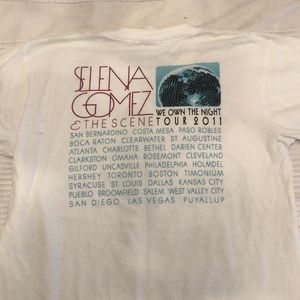 SELENA
GOMEZ
& THE SCENE
WE OWN THE NIGHT
TOUR 2011
SAN BERNARDINO COSTA MESA PASO ROBLES
BOCA RATON CLEARWATER ST. AUGUSTINE
ATLANTA CHARLOTTE BETHEL DARIEN CENTER
CLARKSTON OMAHA ROSEMONT CLEVELAND
GILFORD UNCASVILLE PHILADELPHIA HOLMDEL
HERSHEY TORONTO BOSTON TIMONIUM
SYRACUSE ST. LOUIS DALLAS KANSAS CITY
PUEBLO BROOMFIELD SALEM WEST VALLEY CITY
SAN DIEGO LAS VEGAS PUYALLUP